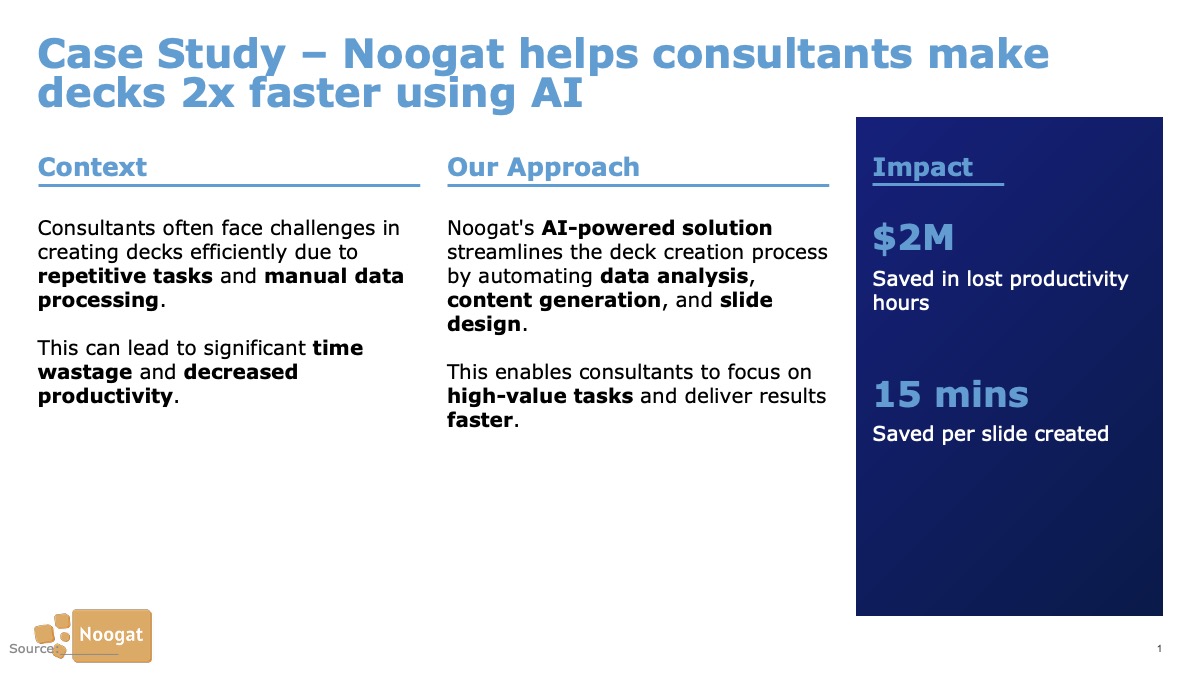 Case Study – Noogat helps consultants make
decks 2x faster using AI
Context
Consultants often face challenges in
creating decks efficiently due to
repetitive tasks and manual data
processing.
This can lead to significant time
wastage and decreased
productivity.
Our Approach
Noogat's AI-powered solution
streamlines the deck creation process
by automating data analysis,
content generation, and slide
design.
This enables consultants to focus on
high-value tasks and deliver results
faster.
Impact
$2M
Saved in lost productivity
hours
15 mins
Saved per slide created
Noogat
Source: ________
1